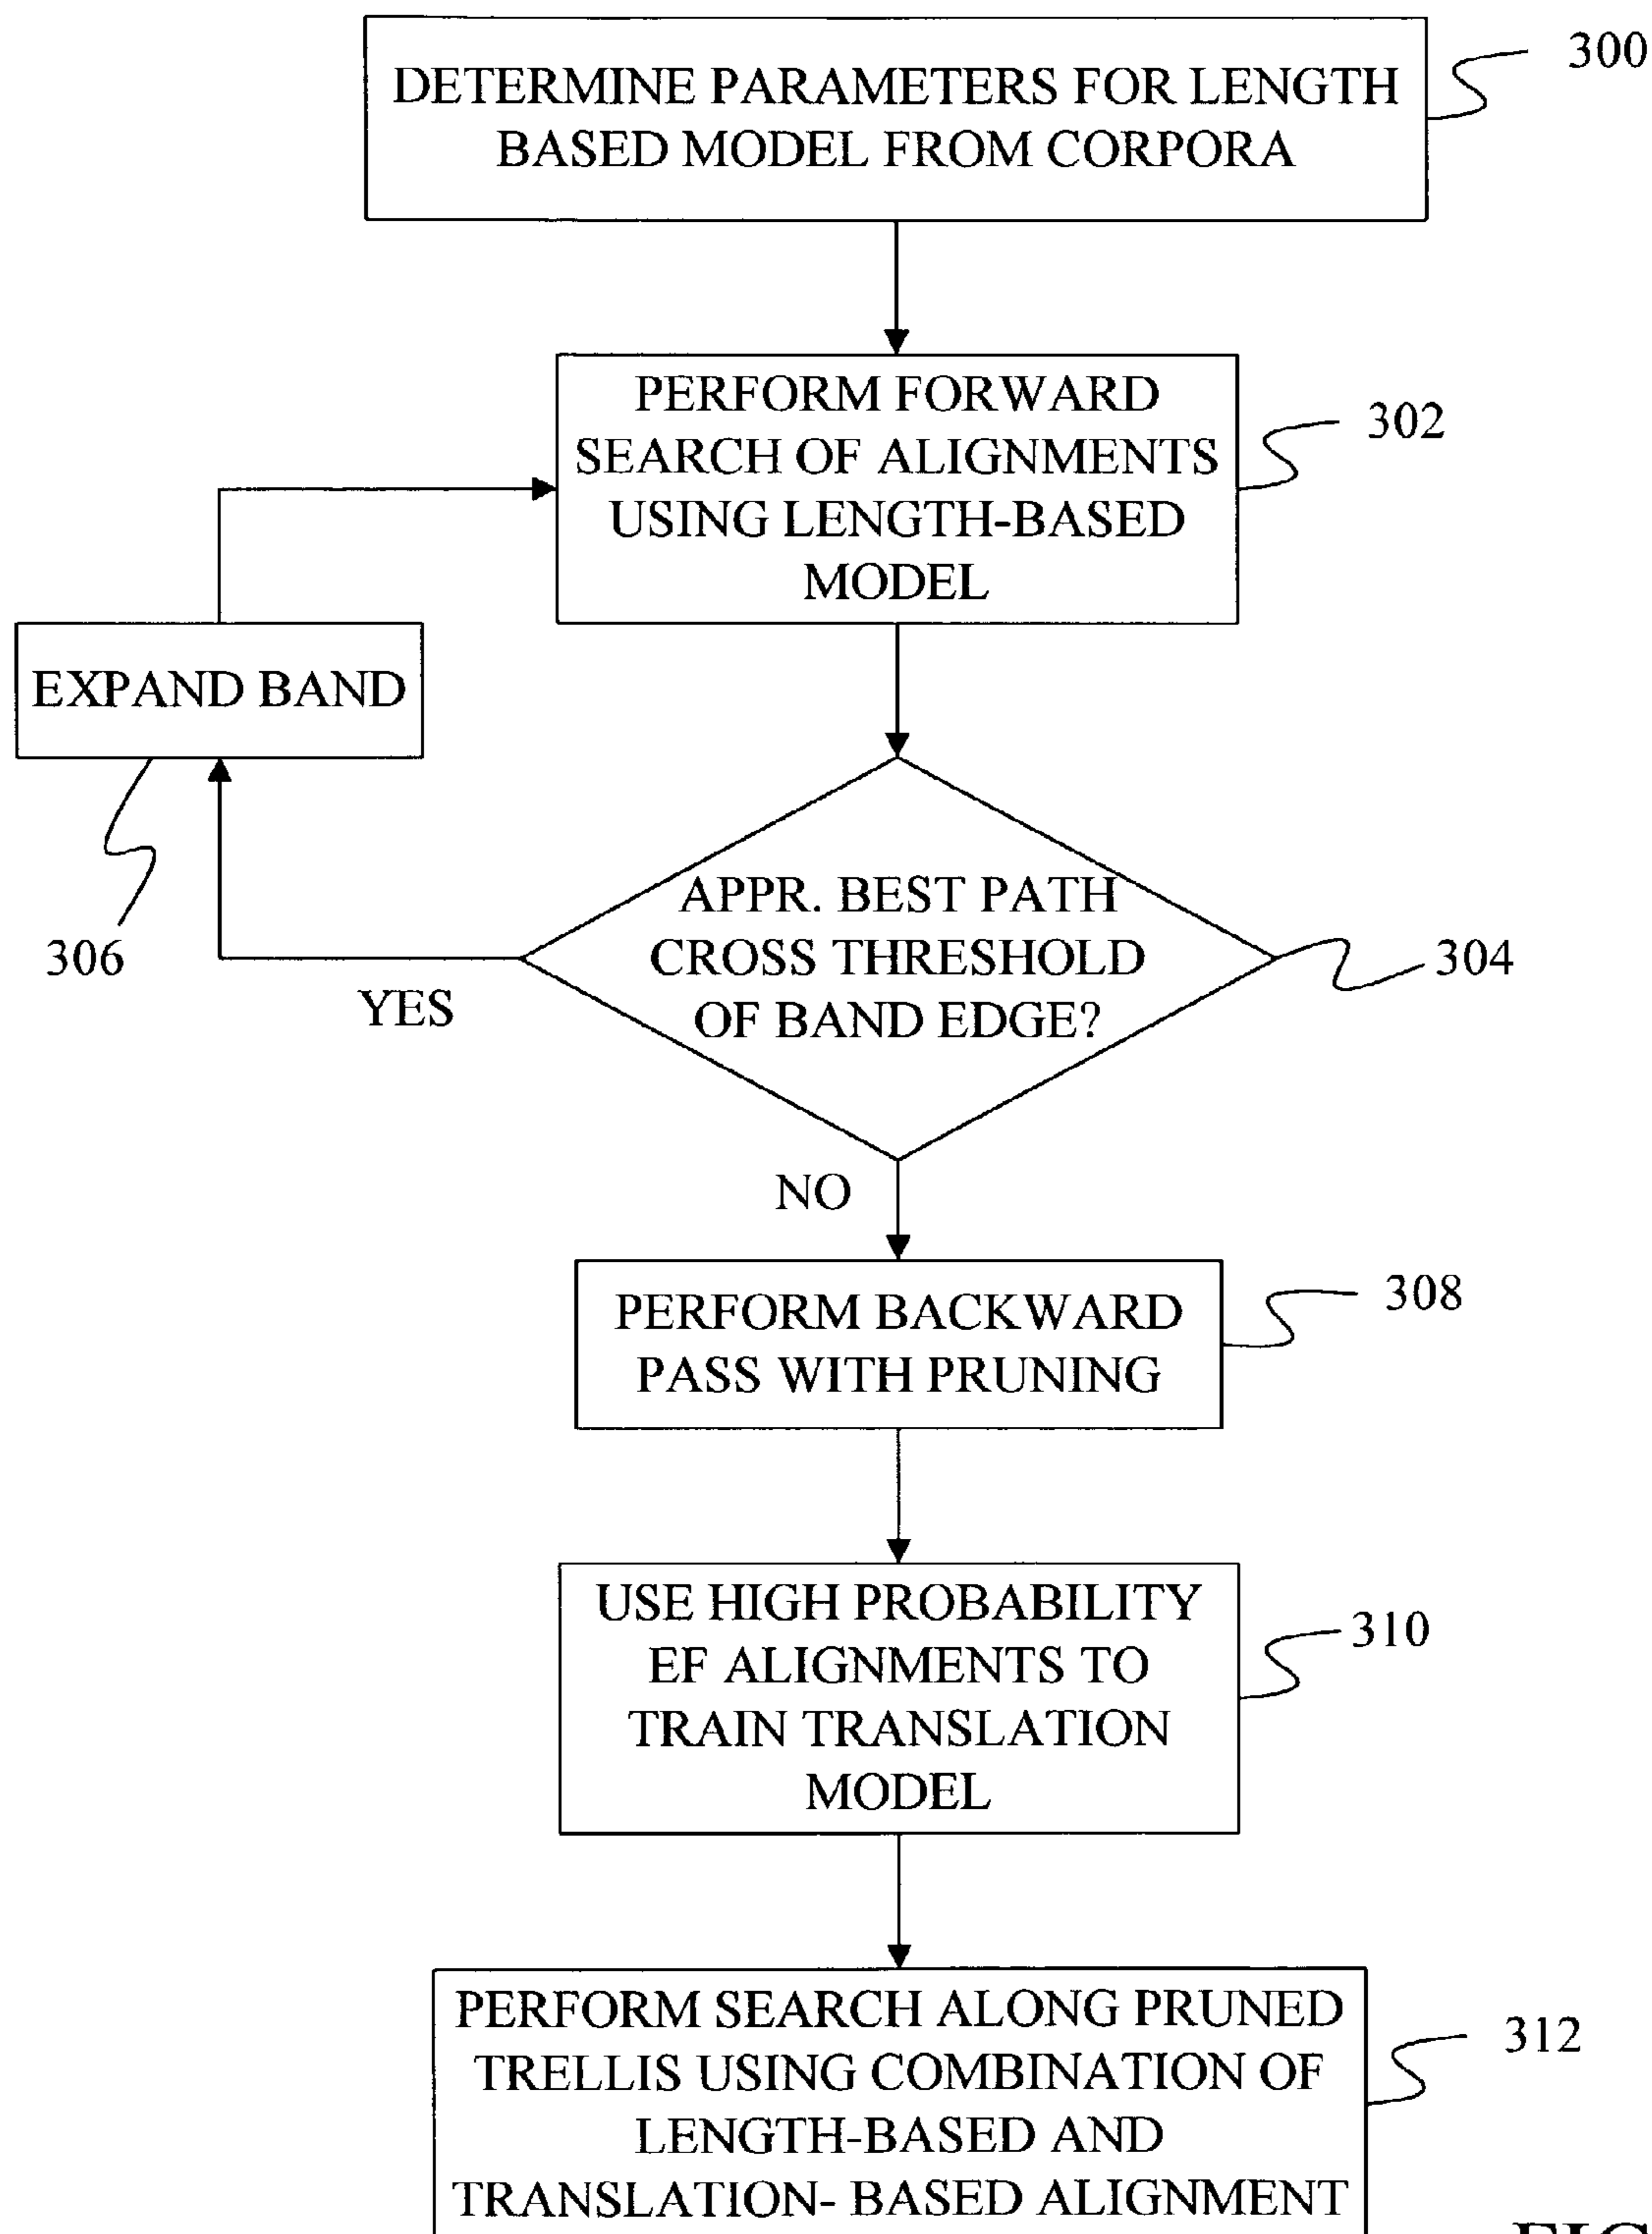 300
DETERMINE PARAMETERS FOR LENGTH
BASED MODEL FROM CORPORA
PERFORM FORWARD
SEARCH OF ALIGNMENTS
USING LENGTH-BASED
MODEL
302
EXPAND BAND
306
APPR. BEST PATH
CROSS THRESHOLD
OF BAND EDGE?
304
YES
NO
PERFORM BACKWARD
PASS WITH PRUNING
308
USE HIGH PROBABILITY
EF ALIGNMENTS TO
TRAIN TRANSLATION
MODEL
310
PERFORM SEARCH ALONG PRUNED
TRELLIS USING COMBINATION OF
LENGTH-BASED AND
TRANSLATION- BASED ALIGNMENT
312